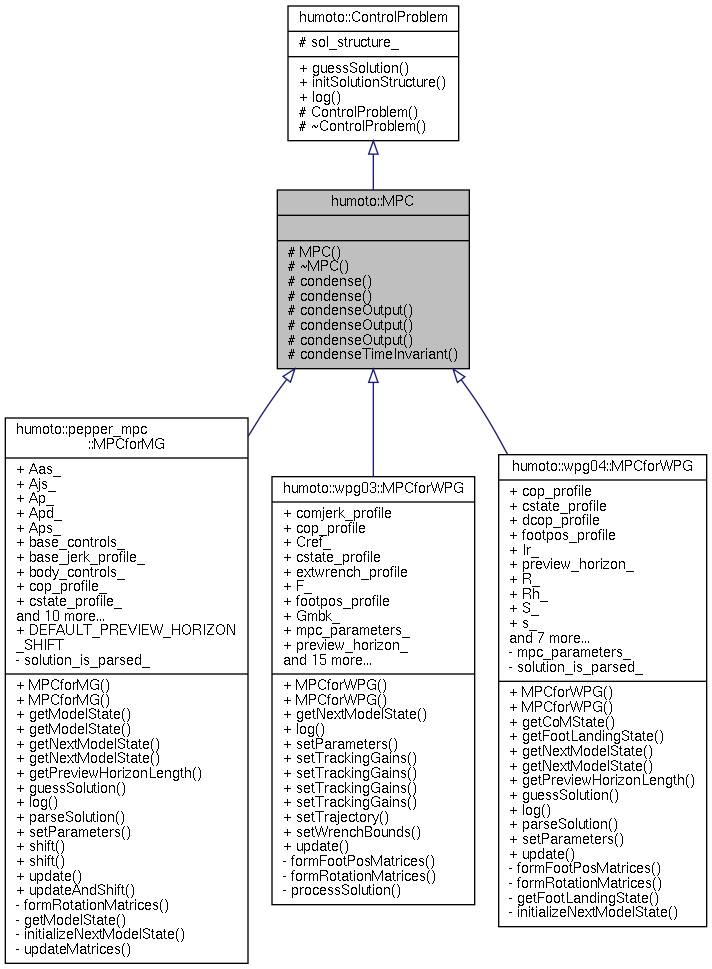 humoto::ControlProblem
# sol_structure_
+ guessSolution()
+ initSolutionStructure()
+ log()
# ControlProblem()
# ~ControlProblem()
humoto::MPC
# MPC()
# ~MPC()
# condense()
# condense()
# condenseOutput()
# condenseOutput()
# condenseOutput()
# condenseTimeInvariant()
humoto::pepper_mpc
::MPCforMG
+ Aas_
+ Ajs_
+ Ap_
+ Apd_
+ Aps_
+ base_controls_
+ base_jerk_profile_
+ body_controls_
+ cop_profile_
+ cstate_profile_
and 10 more...
+ DEFAULT_PREVIEW_HORIZON
_SHIFT
- solution_is_parsed_
+ MPCforMG()
+ MPCforMG()
+ getModelState()
+ getModelState()
+ getNextModelState()
+ getNextModelState()
+ getPreviewHorizonLength()
+ guessSolution()
+ log()
+ parseSolution()
+ setParameters()
+ shift()
+ shift()
+ update()
+ updateAndShift()
- formRotationMatrices()
- getModelState()
- initializeNextModelState()
- updateMatrices()
humoto::wpg03::MPCforWPG
+ comjerk_profile
+ cop_profile
+ Cref_
+ cstate_profile
+ extwrench_profile
+ F_
+ footpos_profile
+ Gmbk_
+ mpc_parameters_
+ preview_horizon_
and 15 more...
+ MPCforWPG()
+ MPCforWPG()
+ getNextModelState()
+ log()
+ setParameters()
+ setTrackingGains()
+ setTrackingGains()
+ setTrackingGains()
+ setTrackingGains()
+ setTrajectory()
+ setWrenchBounds()
+ update()
- formFootPosMatrices()
- formRotationMatrices()
- processSolution()
humoto::wpg04::MPCforWPG
+ cop_profile
+ cstate_profile
+ dcop_profile
+ footpos_profile
+ Ir_
+ preview_horizon_
+ R_
+ Rh_
+ S_
+ s_
and 7 more...
- mpc_parameters_
- solution_is_parsed_
+ MPCforWPG()
+ MPCforWPG()
+ getCoMState()
+ getFootLandingState()
+ getNextModelState()
+ getNextModelState()
+ getPreviewHorizonLength()
+ guessSolution()
+ log()
+ parseSolution()
+ setParameters()
+ update()
- formFootPosMatrices()
- formRotationMatrices()
- getFootLandingState()
- initializeNextModelState()